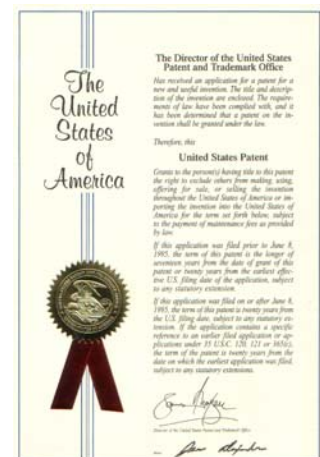 The
United
States
of
America
The Director of the United States
Patent and Trademark Office
Has received an application for a patent for a
new and useful invention. The title and descrip-
tion of the invention are enclosed. The require-
ments of law have been complied with, and it
has been determined that a patent on the in-
vention shall be granted under the law.
Therefore, this
United States Patent
Grants to the person(s) having title to this patent
the right to exclude others from making, using,
offering for sale, or selling the invention
throughout the United States of America or im-
porting the invention into the United States of
America for the term set forth below, subject
to the payment of maintenance fees as provided
by law.
If this application was filed prior to June 8,
1995, the term of this patent is the longer of
seventeen years from the date of grant of this
patent or twenty years from the earliest effec-
tive U.S. filing date of the application, subject
to any statutory extension.
If this application was filed on or after June 8,
1995, the term of this patent is twenty years from
the U.S. filing date, subject to any statutory ex-
tension. If the application contains a specific
reference to an earlier filed application or ap-
plications under 35 U.S.C. 120, 121 or 365(c),
the term of the patent is twenty years from the
date on which the earliest application was filed,
subject to any statutory extensions.
Director of the United States Patent and Trademark Office